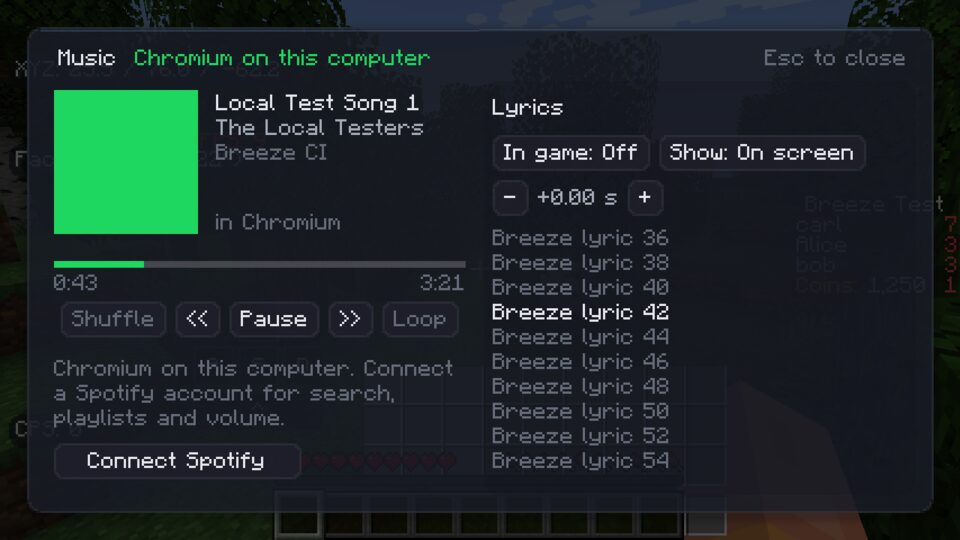 Music Chromium on this computer
Esc to close
Local Test Song 1
The Local Testers
Breeze CI
in Chromium
0:43
3:21
Shuffle << Pause >> Loop
Chromium on this computer. Connect
a Spotify account for search,
playlists and volume.
Connect Spotify
Lyrics
In game: Off Show: On screen
- +0.00 s +
Breeze lyric 36
Breeze lyric 38
Breeze lyric 40
Breeze lyric 42
Breeze lyric 44
Breeze lyric 46
Breeze lyric 48
Breeze lyric 50
Breeze lyric 52
Breeze lyric 54
Breeze Test
carl 7
Alice 3
bob 3
Coins: 1,250 1